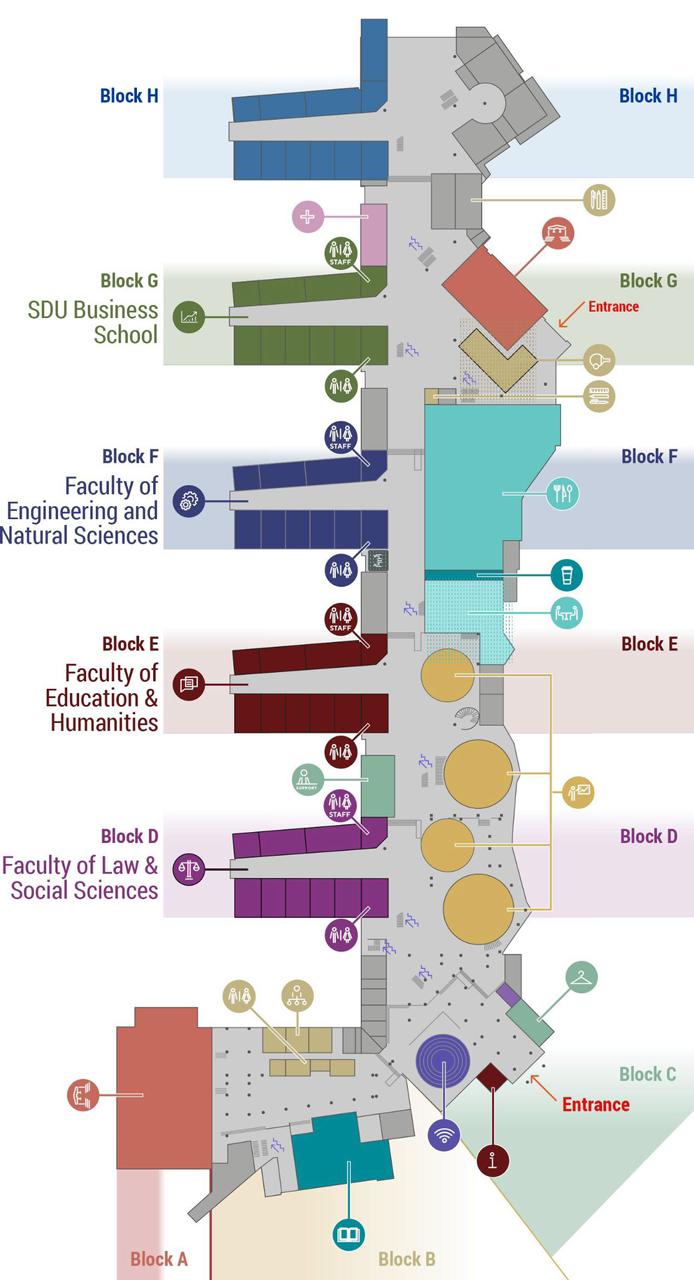 Block H
Block H
STAFF
Block G
Block G
SDU Business
School
Entrance
STAFF
Block F
Block F
Faculty of
Engineering and
Natural Sciences
STAFF
Block E
Block E
Faculty of
Education &
Humanities
SUPPORT
STAFF
Block D
Block D
Faculty of Law &
Social Sciences
Block C
Entrance
i
Block A
Block B